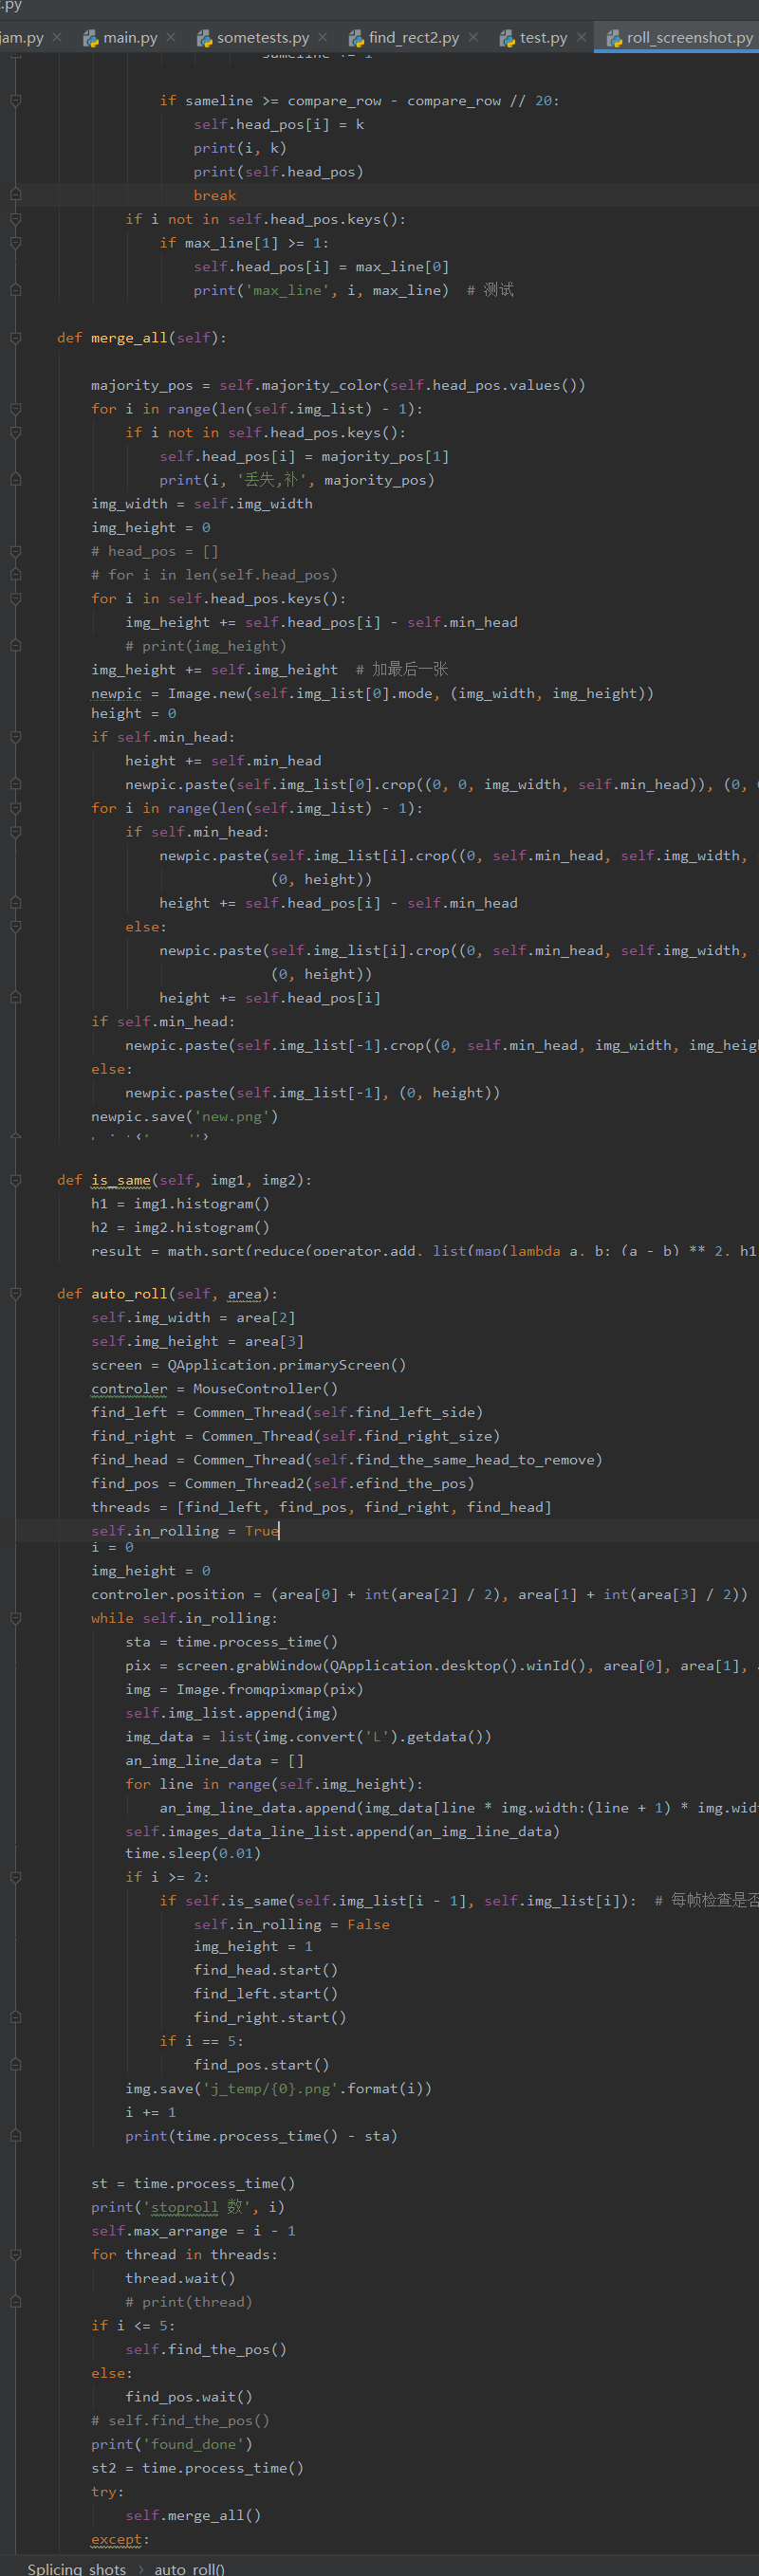 t.py
jam.py
main.py
sometests.py
find_rect2.py
test.py
roll_screenshot.py
if sameline >= compare_row - compare_row // 20:
self.head_pos[i] = k
print(i, k)
print(self.head_pos)
break
if i not in self.head_pos.keys():
if max_line[1] >= 1:
self.head_pos[i] = max_line[0]
print('max_line', i, max_line)  # 测试
def merge_all(self):
majority_pos = self.majority_color(self.head_pos.values())
for i in range(len(self.img_list) - 1):
if i not in self.head_pos.keys():
self.head_pos[i] = majority_pos[1]
print(i, '丢失,补', majority_pos)
img_width = self.img_width
img_height = 0
# head_pos = []
# for i in len(self.head_pos)
for i in self.head_pos.keys():
img_height += self.head_pos[i] - self.min_head
# print(img_height)
img_height += self.img_height  # 加最后一张
newpic = Image.new(self.img_list[0].mode, (img_width, img_height))
height = 0
if self.min_head:
height += self.min_head
newpic.paste(self.img_list[0].crop((0, 0, img_width, self.min_head)), (0,
for i in range(len(self.img_list) - 1):
if self.min_head:
newpic.paste(self.img_list[i].crop((0, self.min_head, self.img_width,
(0, height))
height += self.head_pos[i] - self.min_head
else:
newpic.paste(self.img_list[i].crop((0, self.min_head, self.img_width,
(0, height))
height += self.head_pos[i]
if self.min_head:
newpic.paste(self.img_list[-1].crop((0, self.min_head, img_width, img_heigh
else:
newpic.paste(self.img_list[-1], (0, height))
newpic.save('new.png')
def is_same(self, img1, img2):
h1 = img1.histogram()
h2 = img2.histogram()
result = math.sqrt(reduce(operator.add, list(map(lambda a, b: (a - b) ** 2, h1
def auto_roll(self, area):
self.img_width = area[2]
self.img_height = area[3]
screen = QApplication.primaryScreen()
controler = MouseController()
find_left = Commen_Thread(self.find_left_side)
find_right = Commen_Thread(self.find_right_size)
find_head = Commen_Thread(self.find_the_same_head_to_remove)
find_pos = Commen_Thread2(self.efind_the_pos)
threads = [find_left, find_pos, find_right, find_head]
self.in_rolling = True
i = 0
img_height = 0
controler.position = (area[0] + int(area[2] / 2), area[1] + int(area[3] / 2))
while self.in_rolling:
sta = time.process_time()
pix = screen.grabWindow(QApplication.desktop().winId(), area[0], area[1],
img = Image.fromqpixmap(pix)
self.img_list.append(img)
img_data = list(img.convert('L').getdata())
an_img_line_data = []
for line in range(self.img_height):
an_img_line_data.append(img_data[line * img.width:(line + 1) * img.wid
self.images_data_line_list.append(an_img_line_data)
time.sleep(0.01)
if i >= 2:
if self.is_same(self.img_list[i - 1], self.img_list[i]):  # 每帧检查是否
self.in_rolling = False
img_height = 1
find_head.start()
find_left.start()
find_right.start()
if i == 5:
find_pos.start()
img.save('j_temp/{0}.png'.format(i))
i += 1
print(time.process_time() - sta)
st = time.process_time()
print('stoproll 数', i)
self.max_arrange = i - 1
for thread in threads:
thread.wait()
# print(thread)
if i <= 5:
self.find_the_pos()
else:
find_pos.wait()
# self.find_the_pos()
print('found_done')
st2 = time.process_time()
try:
self.merge_all()
except:
Splicing_shots > auto_roll()